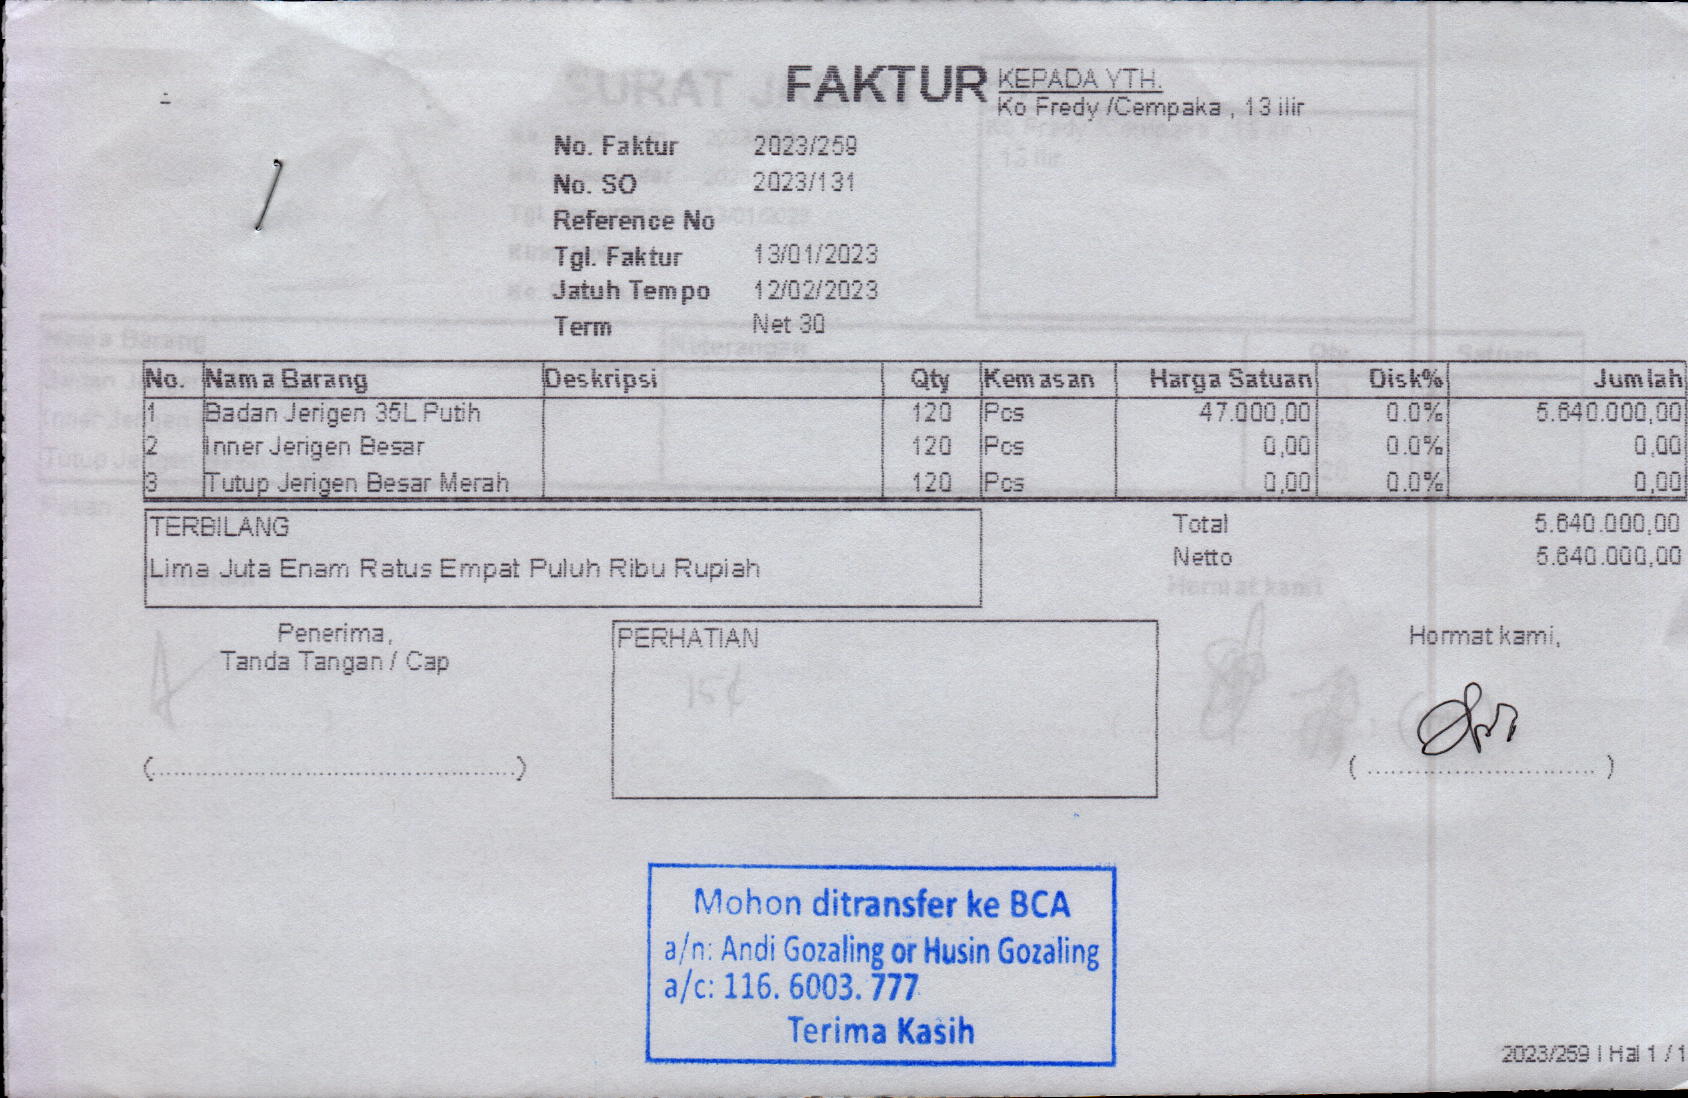 FAKTUR
KEPADA YTH.
Ko Fredy /Cempaka , 13 ilir
No. Faktur 2023/259
No. SO 2023/131
Reference No
Tgl. Faktur 13/01/2023
Jatuh Tempo 12/02/2023
Term Net 30
No. Nama Barang Deskripsi Qty Kemasan Harga Satuan Disk% Jumlah
1 Badan Jerigen 35L Putih 120 Pcs 47.000,00 0.0% 5.640.000,00
2 Inner Jerigen Besar 120 Pcs 0,00 0.0% 0,00
3 Tutup Jerigen Besar Merah 120 Pcs 0,00 0.0% 0,00
TERBILANG
Lima Juta Enam Ratus Empat Puluh Ribu Rupiah
Total 5.640.000,00
Netto 5.640.000,00
Penerima,
Tanda Tangan / Cap
(................................................)
PERHATIAN
Hormat kami,
( .............................. )
Mohon ditransfer ke BCA
a/n: Andi Gozaling or Husin Gozaling
a/c: 116. 6003. 777
Terima Kasih
2023/259 | Hal 1 / 1